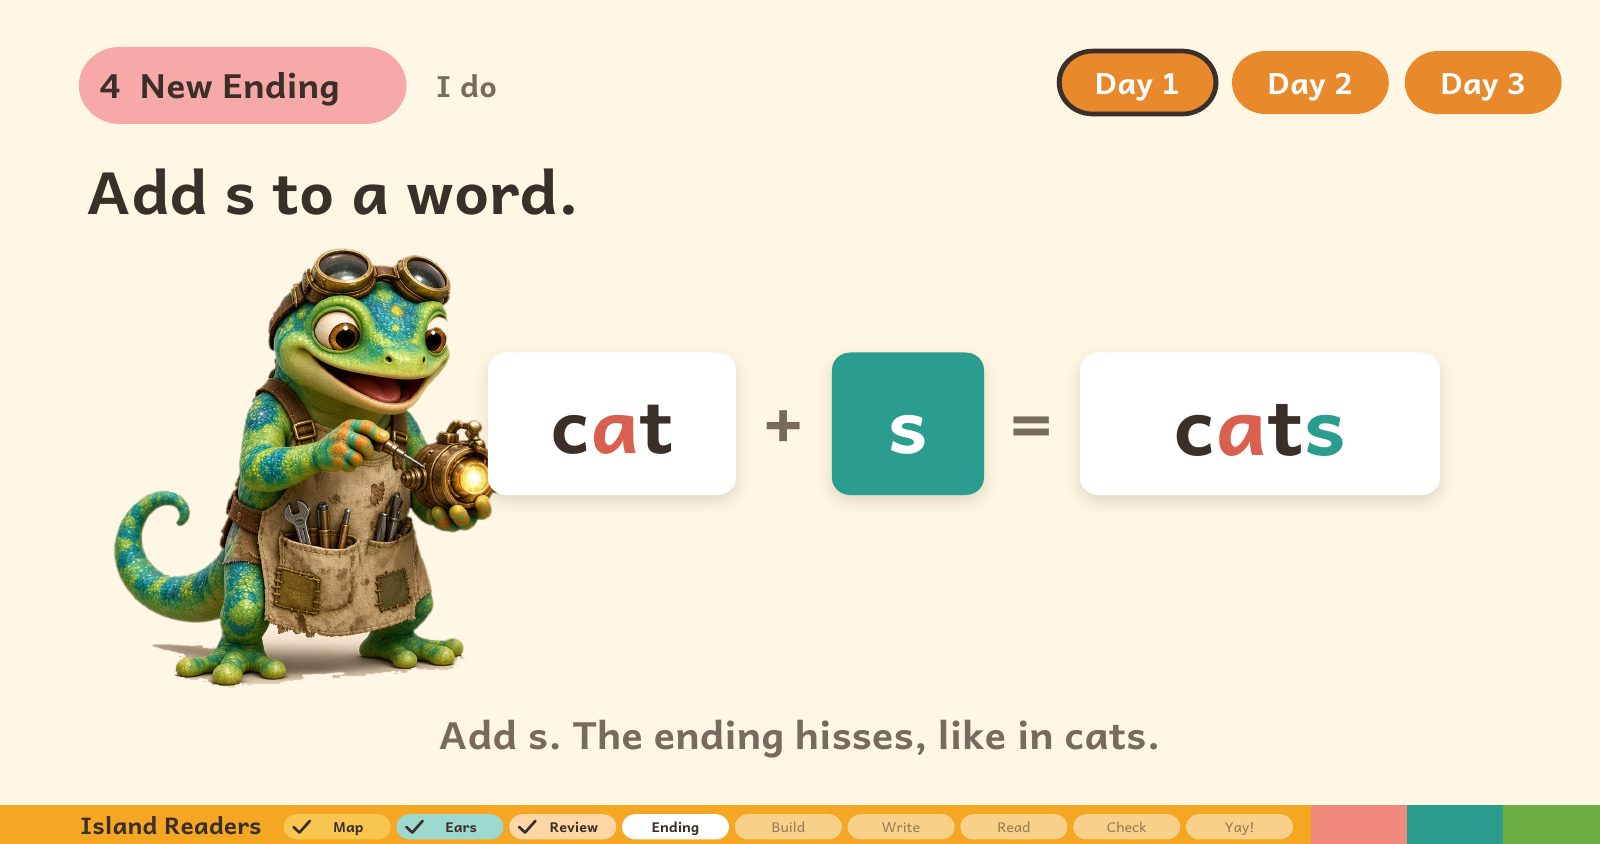 4 New Ending
I do
Day 1
Day 2
Day 3
Add s to a word.
cat + s = cats
Add s. The ending hisses, like in cats.
Island Readers
Map
Ears
Review
Ending
Build
Write
Read
Check
Yay!